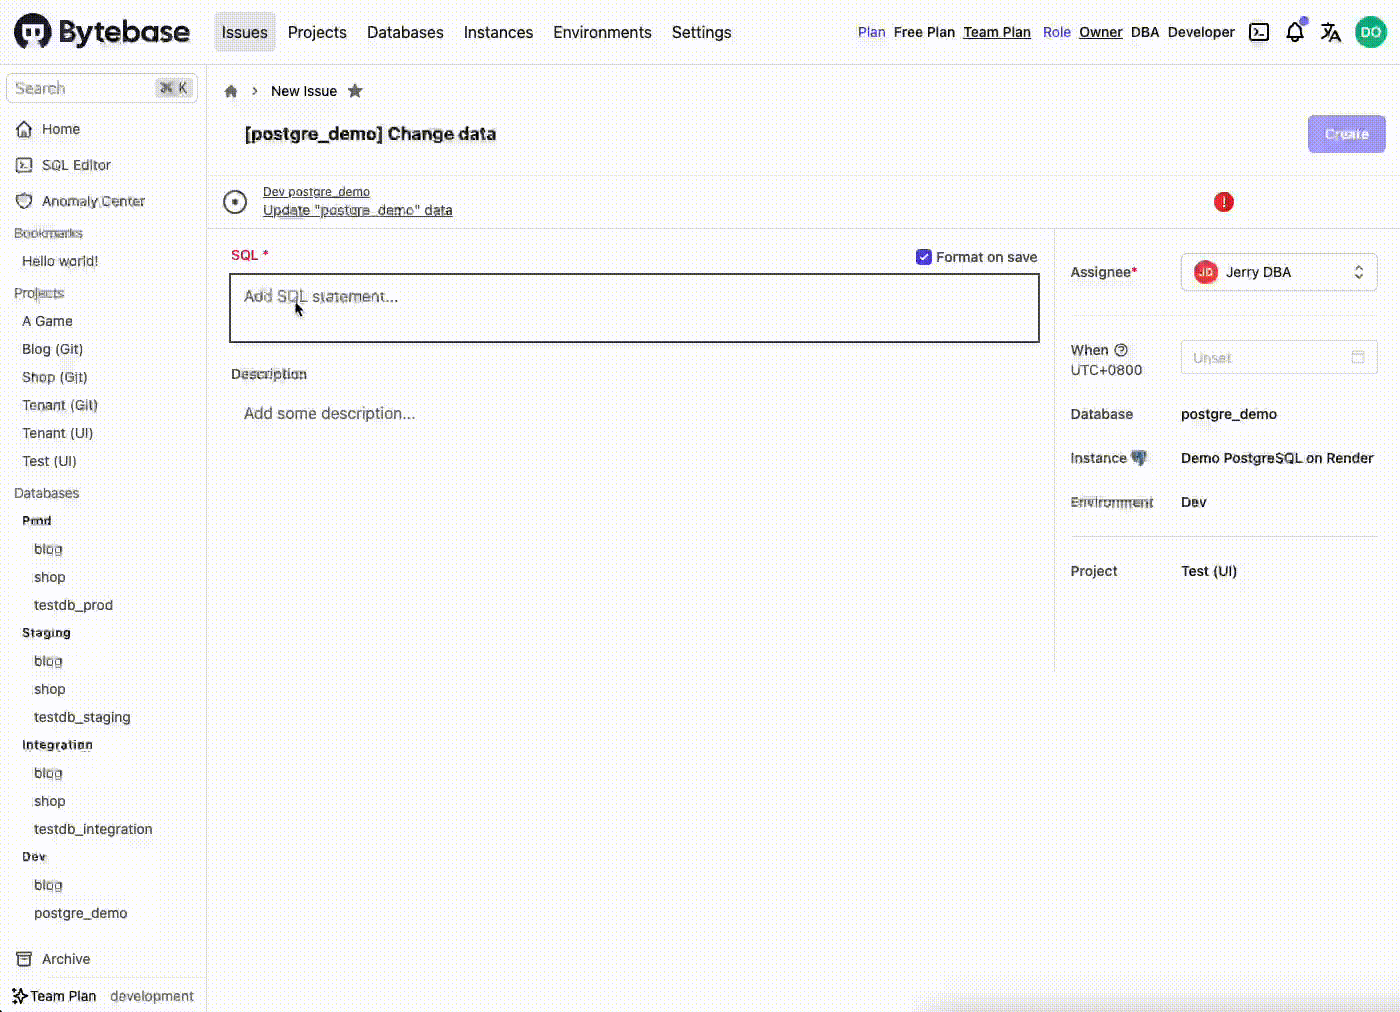 Bytebase
Issues Projects Databases Instances Environments Settings
Plan Free Plan Team Plan Role Owner DBA Developer DO
Search ⌘ K
Home
SQL Editor
Anomaly Center
Bookmarks
Hello world!
Projects
A Game
Blog (Git)
Shop (Git)
Tenant (Git)
Tenant (UI)
Test (UI)
Databases
Prod
blog
shop
testdb_prod
Staging
blog
shop
testdb_staging
Integration
blog
shop
testdb_integration
Dev
blog
postgre_demo
Archive
Team Plan development
New Issue
[postgre_demo] Change data
Create
Dev postgre_demo
Update "postgre_demo" data
SQL *
Format on save
Add SQL statement...
Description
Add some description...
Assignee* JD Jerry DBA
When Unset
UTC+0800
Database postgre_demo
Instance Demo PostgreSQL on Render
Environment Dev
Project Test (UI)